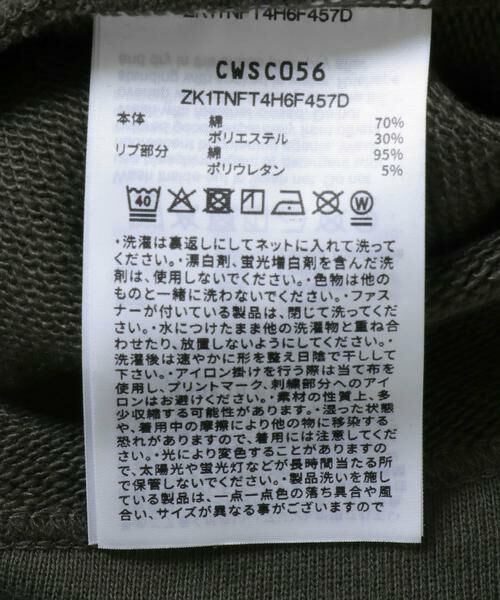 ZK1TNFT4H6F457D
CWSC056
ZK1TNFT4H6F457D
本体 綿 70%
ポリエステル 30%
リブ部分 綿 95%
ポリウレタン 5%
40
W
・洗濯は裏返しにしてネットに入れて洗って
ください。・漂白剤、蛍光増白剤を含んだ洗
剤は、使用しないでください。・色物は他の
ものと一緒に洗わないでください。・ファス
ナーが付いている製品は、閉じて洗ってくだ
さい。・水につけたまま他の洗濯物と重ね合
わせたり、放置しないようにしてください。・
洗濯後は速やかに形を整え日陰で干しして
下さい。・アイロン掛けを行う際は当て布を
使用し、プリントマーク、刺繍部分へのアイ
ロンはお避けください。・素材の性質上、多
少収縮する可能性があります。・湿った状態
や、着用中の摩擦により他の物に移染する
恐れがありますので、着用には注意してくだ
さい。・光により変色することがありますの
で、太陽光や蛍光灯などが長時間当たる所
で保管しないでください。・製品洗いを施し
ている製品は、一点一点色の落ち具合や風
合い、サイズが異なる事がございますので